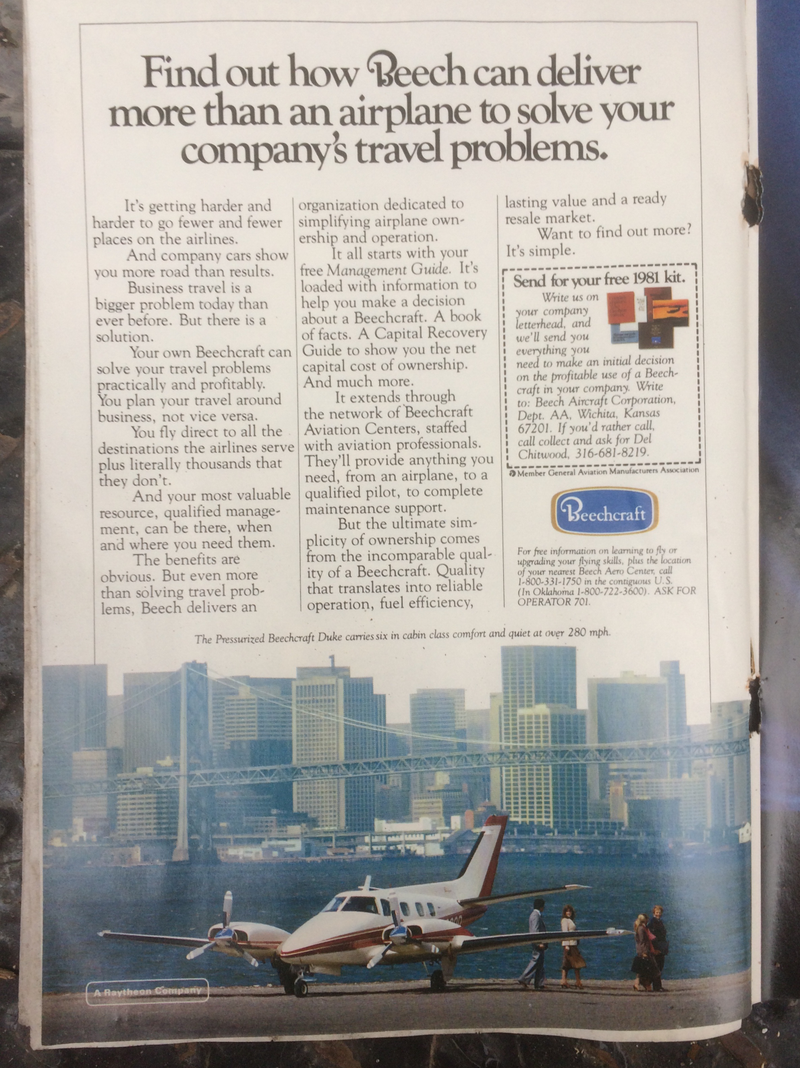 Find out how Beech can deliver
more than an airplane to solve your
company's travel problems.
It's getting harder and
harder to go fewer and fewer
places on the airlines.
And company cars show
you more road than results.
Business travel is a
bigger problem today than
ever before. But there is a
solution.
Your own Beechcraft can
solve your travel problems
practically and profitably.
You plan your travel around
business, not vice versa.
You fly direct to all the
destinations the airlines serve
plus literally thousands that
they don't.
And your most valuable
resource, qualified manage-
ment, can be there, when
and where you need them.
The benefits are
obvious. But even more
than solving travel prob-
lems, Beech delivers an
organization dedicated to
simplifying airplane own-
ership and operation.
It all starts with your
free Management Guide. It's
loaded with information to
help you make a decision
about a Beechcraft. A book
of facts. A Capital Recovery
Guide to show you the net
capital cost of ownership.
And much more.
It extends through
the network of Beechcraft
Aviation Centers, staffed
with aviation professionals.
They'll provide anything you
need, from an airplane, to a
qualified pilot, to complete
maintenance support.
But the ultimate sim-
plicity of ownership comes
from the incomparable qual-
ity of a Beechcraft. Quality
that translates into reliable
operation, fuel efficiency,
lasting value and a ready
resale market.
Want to find out more?
It's simple.
Send for your free 1981 kit.
Write us on
your company
letterhead, and
we'll send you
everything you
need to make an initial decision
on the profitable use of a Beech-
craft in your company. Write
to: Beech Aircraft Corporation,
Dept. AA, Wichita, Kansas
67201. If you'd rather call,
call collect and ask for Del
Chitwood, 316-681-8219.
Member General Aviation Manufacturers Association
Beechcraft
For free information on learning to fly or
upgrading your flying skills, plus the location
of your nearest Beech Aero Center, call
1-800-331-1750 in the contiguous U.S.
(In Oklahoma 1-800-722-3600). ASK FOR
OPERATOR 701.
The Pressurized Beechcraft Duke carries six in cabin class comfort and quiet at over 280 mph.
A Raytheon Company